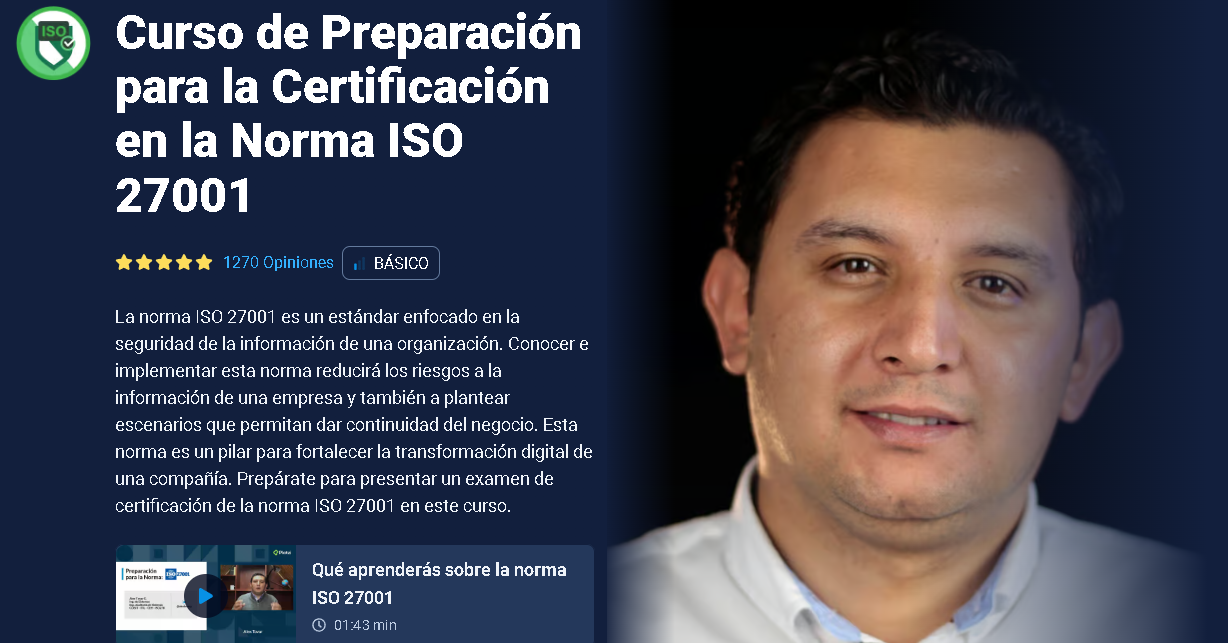 ISO
Curso de Preparación
para la Certificación
en la Norma ISO
27001
1270 Opiniones
BÁSICO
La norma ISO 27001 es un estándar enfocado en la
seguridad de la información de una organización. Conocer e
implementar esta norma reducirá los riesgos a la
información de una empresa y también a plantear
escenarios que permitan dar continuidad del negocio. Esta
norma es un pilar para fortalecer la transformación digital de
una compañía. Prepárate para presentar un examen de
certificación de la norma ISO 27001 en este curso.
Platzi
Preparación
para la Norma:
Qué aprenderás sobre la norma
ISO 27001
01:43 min